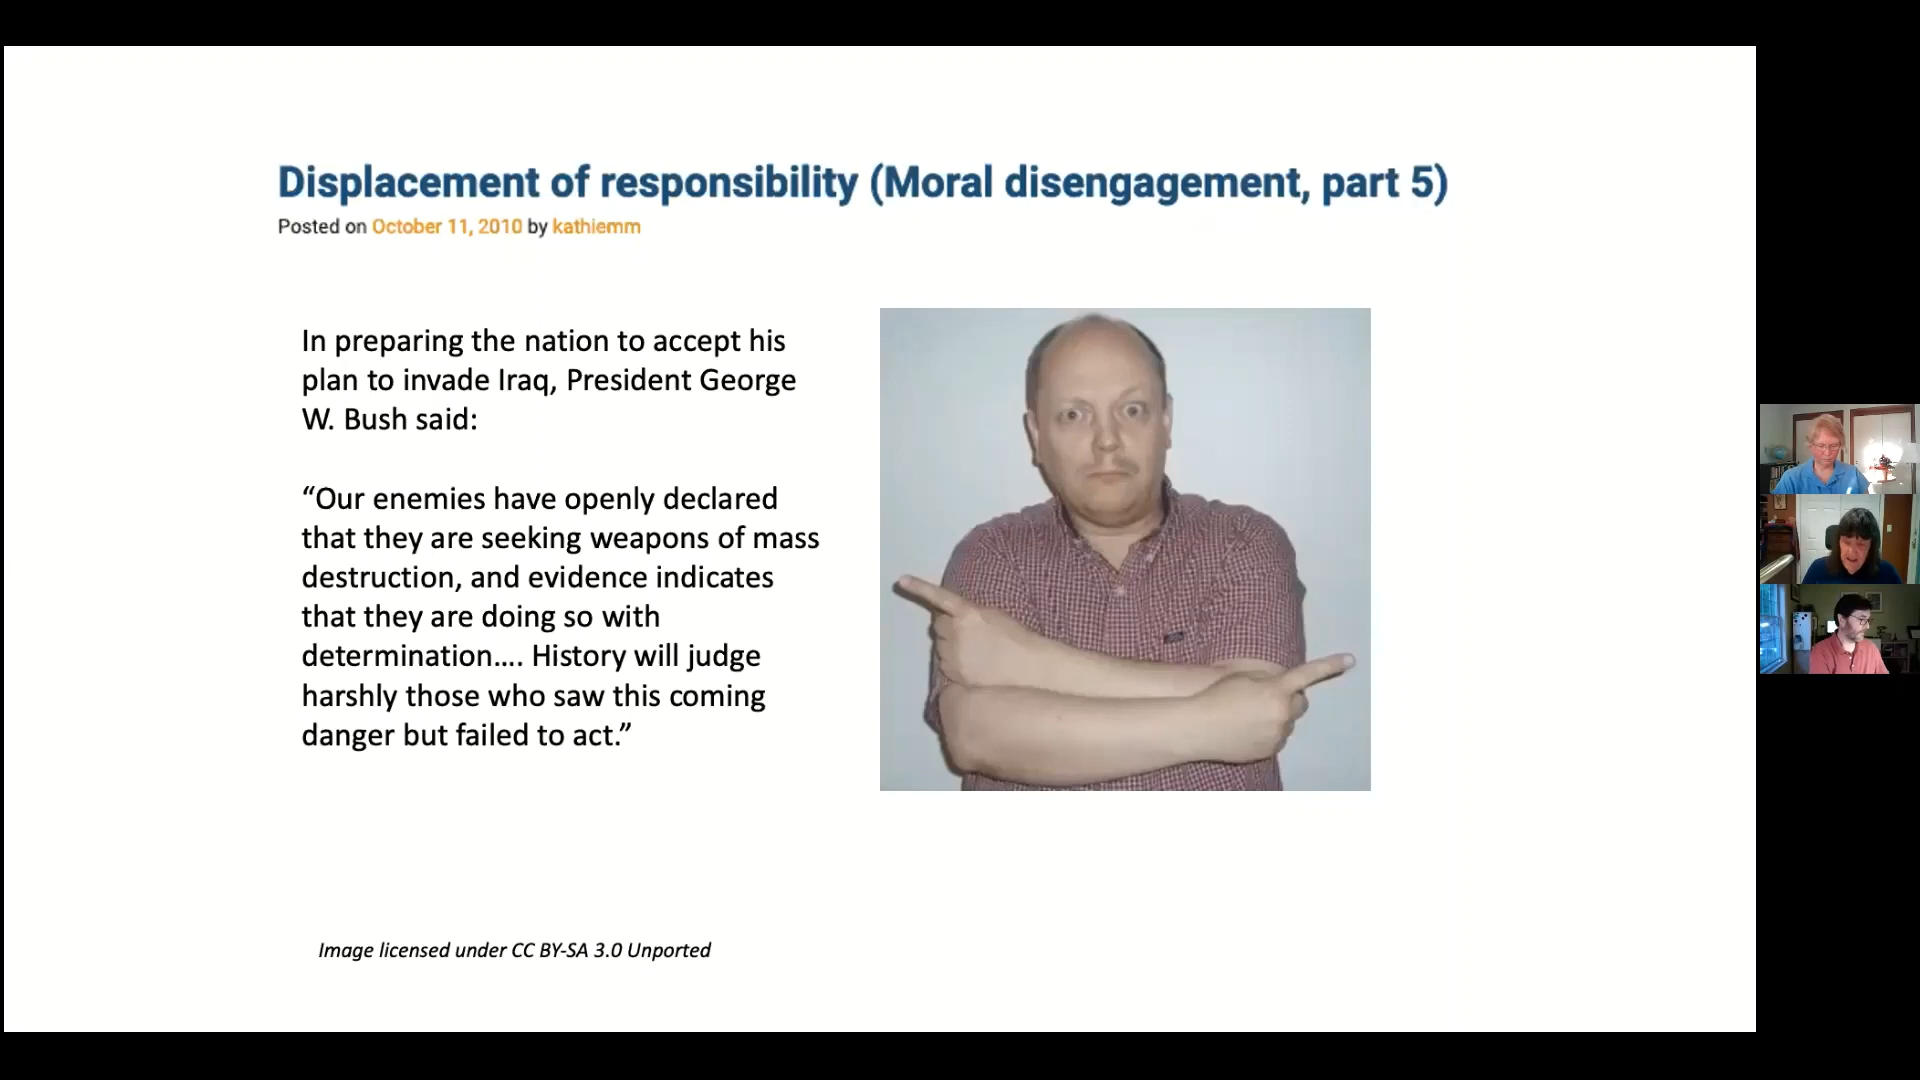 Displacement of responsibility (Moral disengagement, part 5)
Posted on October 11, 2010 by kathiemm
In preparing the nation to accept his
plan to invade Iraq, President George
W. Bush said:
“Our enemies have openly declared
that they are seeking weapons of mass
destruction, and evidence indicates
that they are doing so with
determination…. History will judge
harshly those who saw this coming
danger but failed to act.”
Image licensed under CC BY-SA 3.0 Unported